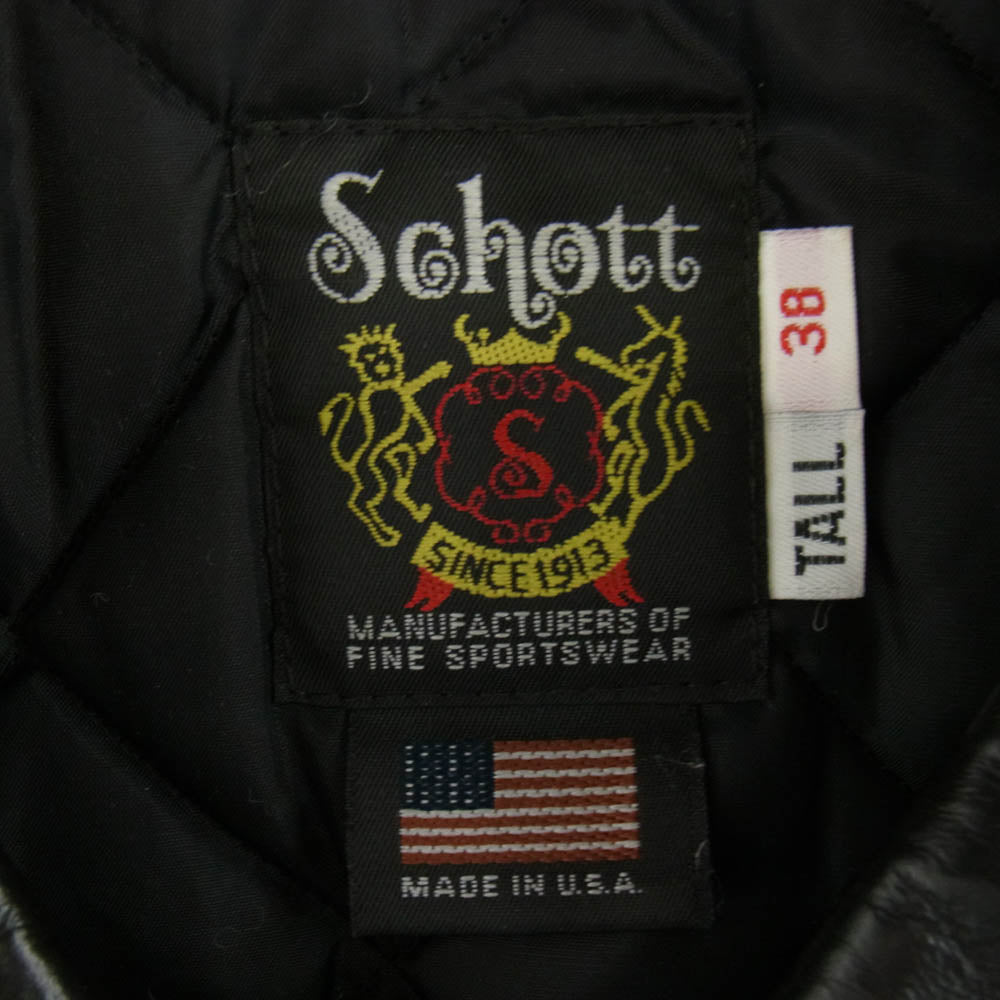 Schott
S
SINCE 1913
MANUFACTURERS OF
FINE SPORTSWEAR
MADE IN U.S.A.
38
TALL